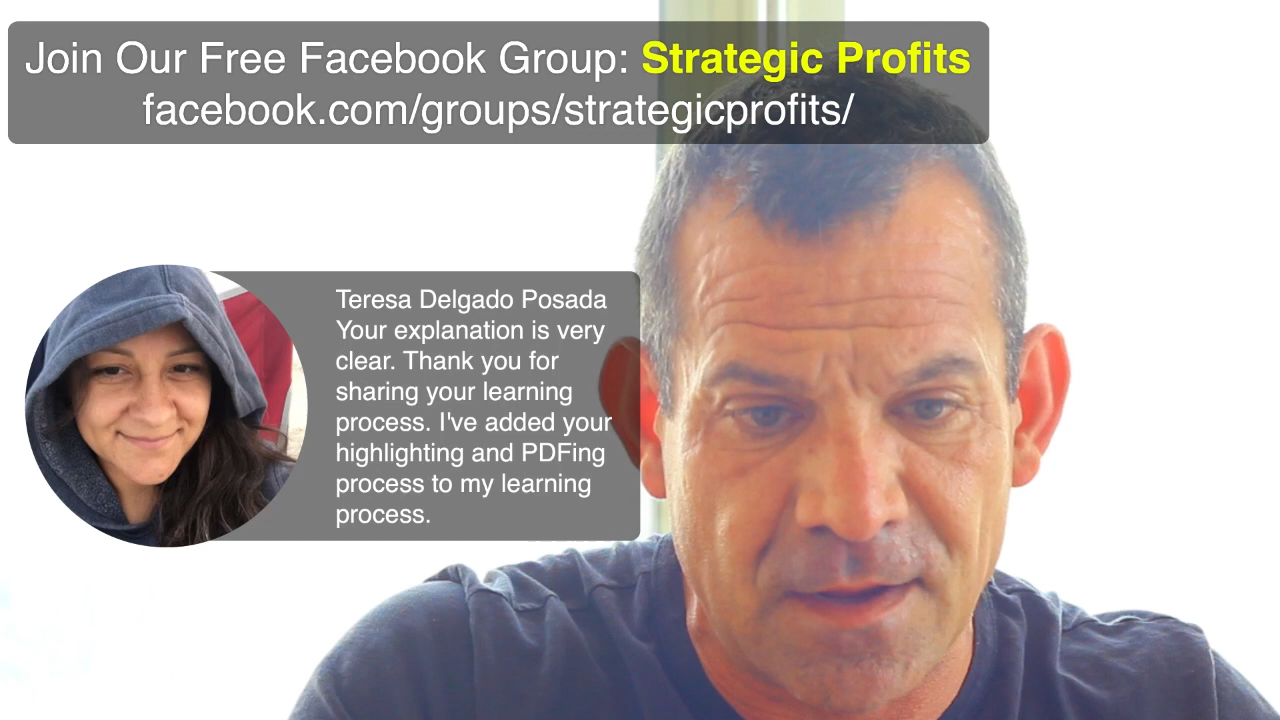 Join Our Free Facebook Group: Strategic Profits
facebook.com/groups/strategicprofits/
Teresa Delgado Posada
Your explanation is very
clear. Thank you for
sharing your learning
process. I've added your
highlighting and PDFing
process to my learning
process.